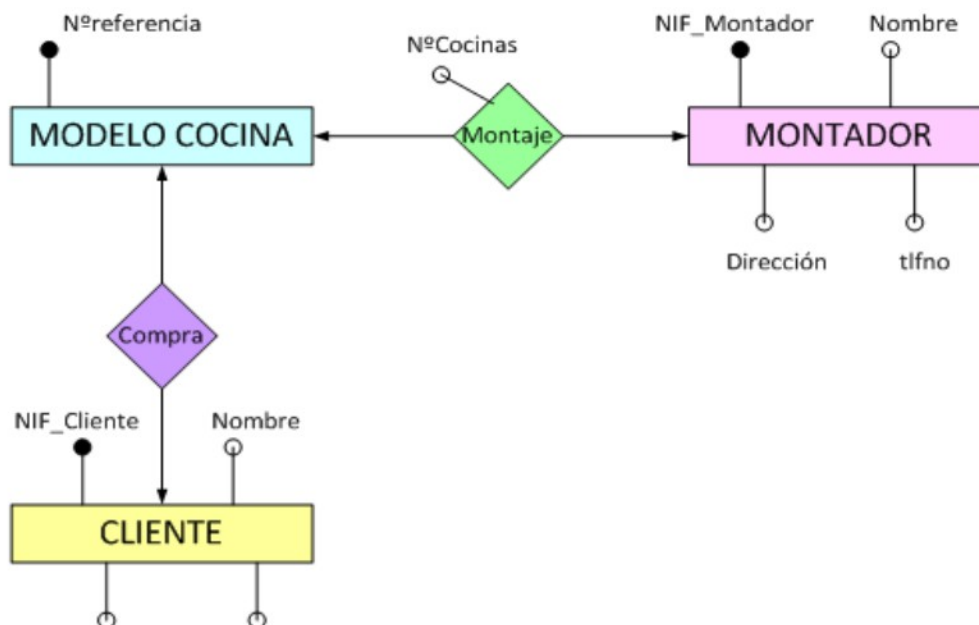 Nºreferencia
NºCocinas
NIF_Montador
Nombre
MODELO COCINA
Montaje
MONTADOR
Dirección
tlfno
Compra
NIF_Cliente
Nombre
CLIENTE